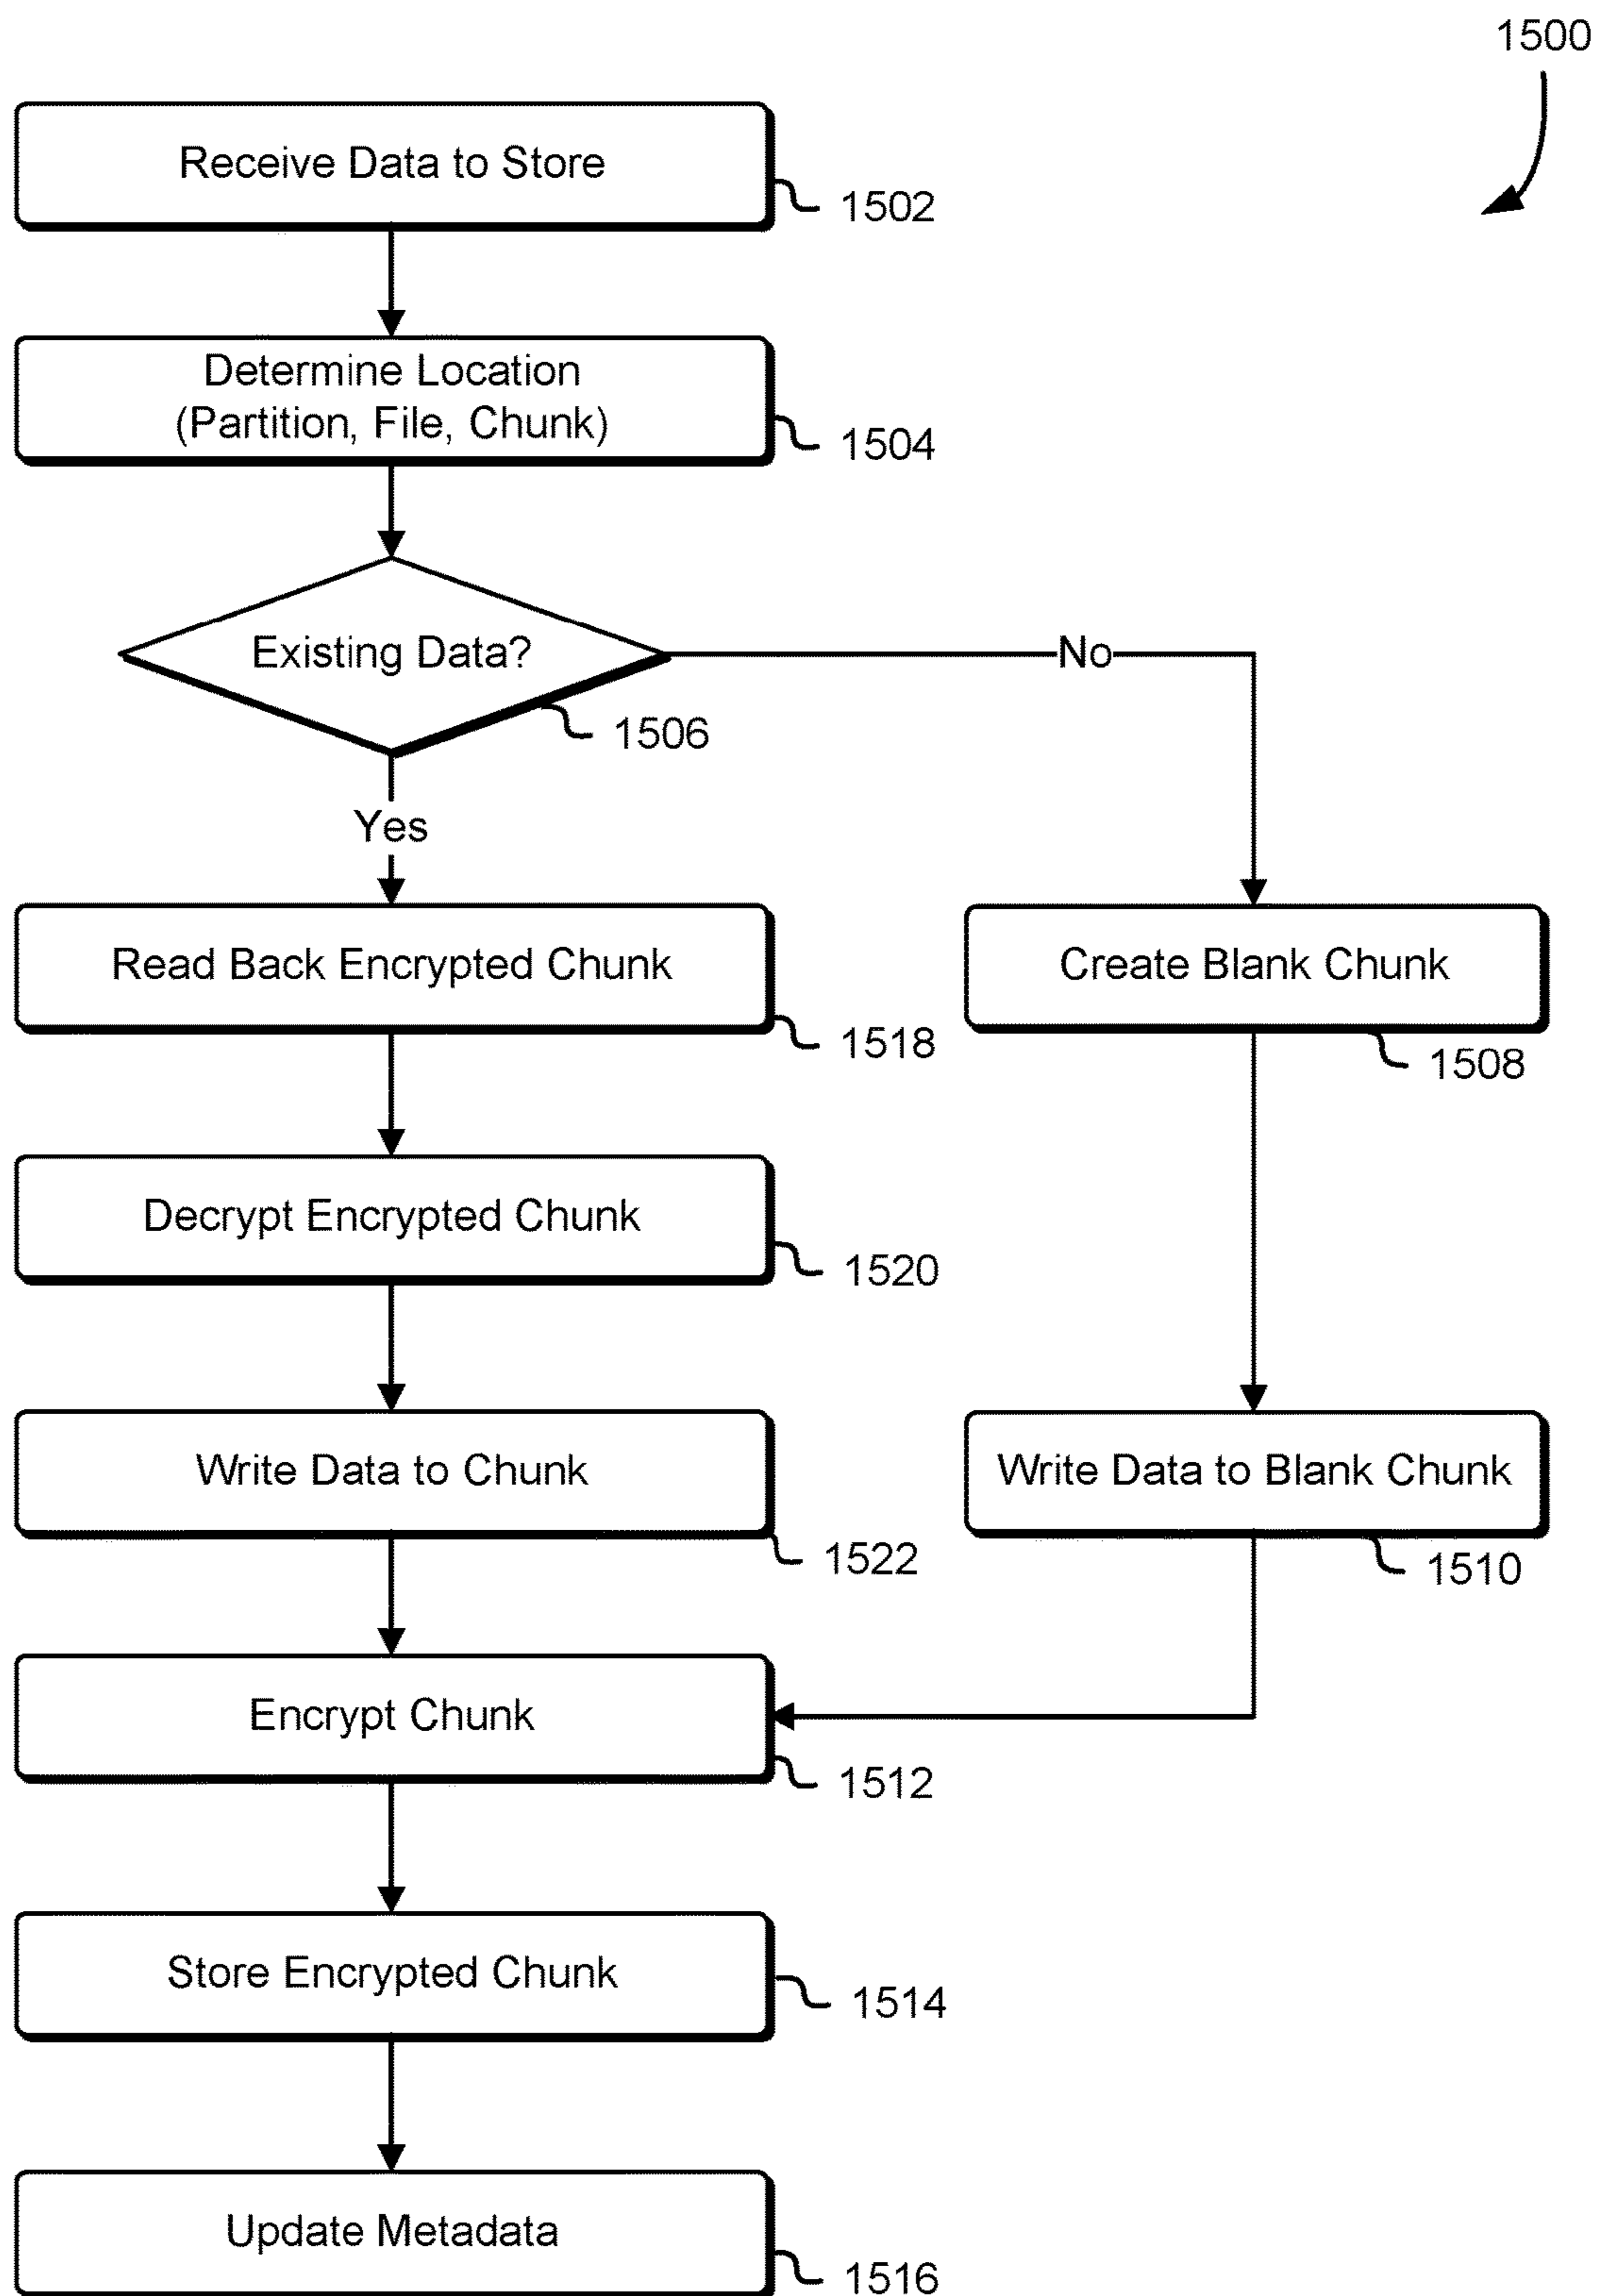 1500
Receive Data to Store
1502
Determine Location
(Partition, File, Chunk)
1504
Existing Data?
No
1506
Yes
Read Back Encrypted Chunk
1518
Create Blank Chunk
1508
Decrypt Encrypted Chunk
1520
Write Data to Chunk
1522
Write Data to Blank Chunk
1510
Encrypt Chunk
1512
Store Encrypted Chunk
1514
Update Metadata
1516